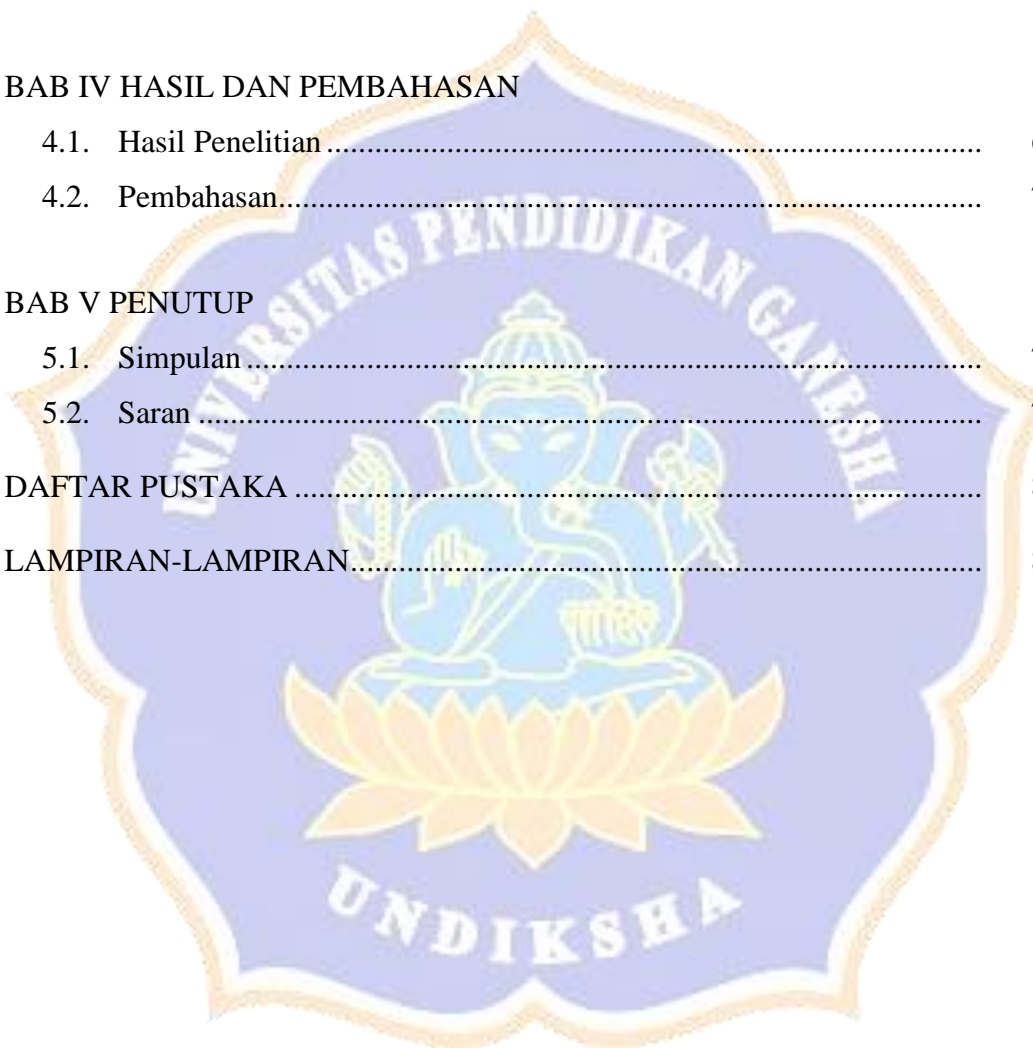 BAB IV HASIL DAN PEMBAHASAN
4.1. Hasil Penelitian ................................................................................
4.2. Pembahasan......................................................................................
UNIVERSITAS PENDIDIKAN GANESHA
BAB V PENUTUP
5.1. Simpulan ..........................................................................................
5.2. Saran ................................................................................................
DAFTAR PUSTAKA ....................................................................................
LAMPIRAN-LAMPIRAN.............................................................................
UNDIKSHA